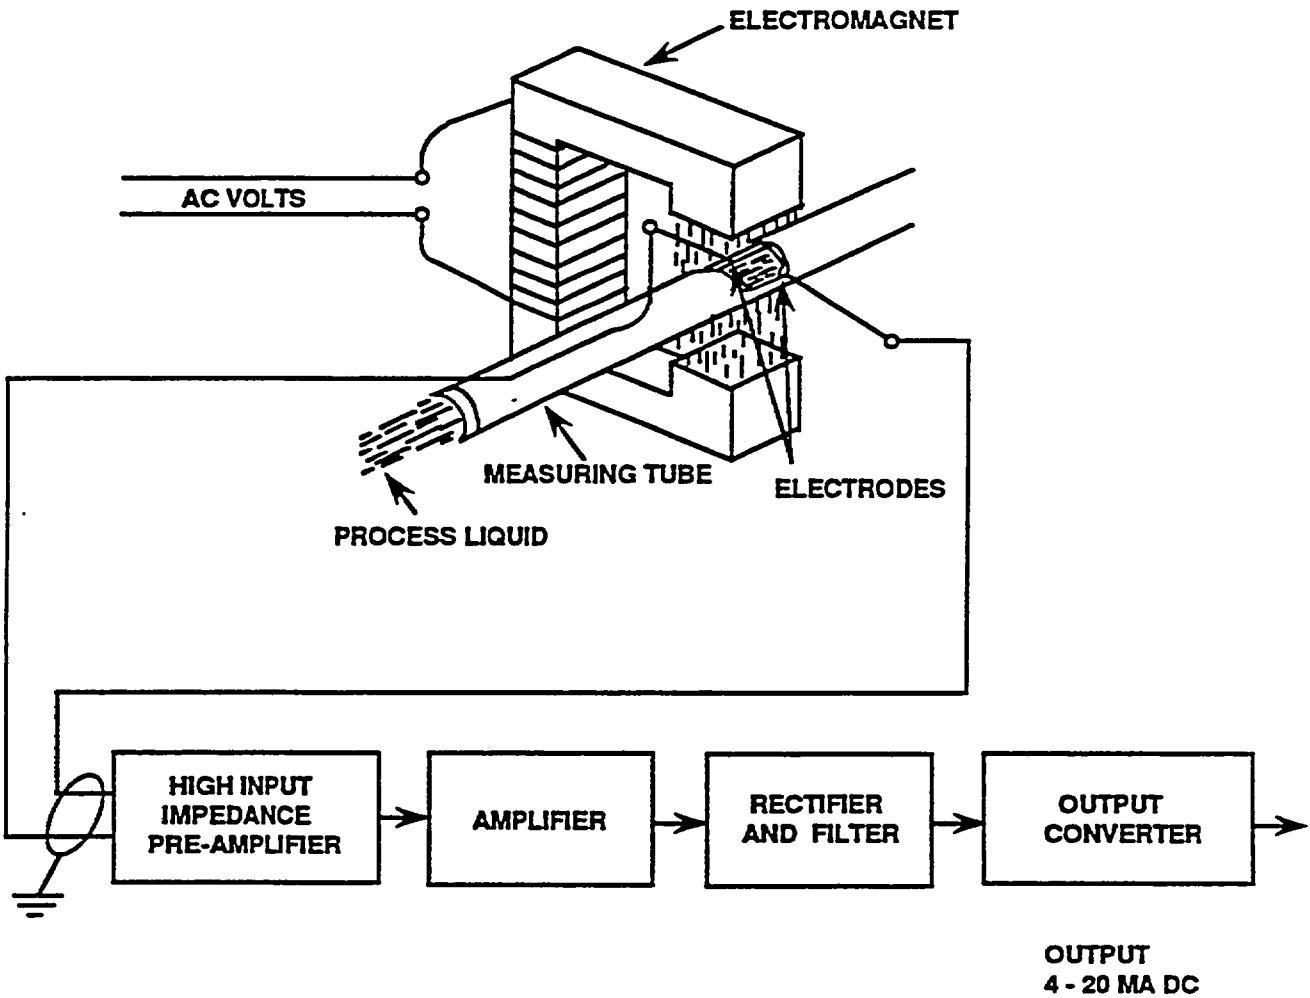 ELECTROMAGNET
AC VOLTS
MEASURING TUBE
ELECTRODES
PROCESS LIQUID
HIGH INPUT
IMPEDANCE
PRE-AMPLIFIER
AMPLIFIER
RECTIFIER
AND FILTER
OUTPUT
CONVERTER
OUTPUT
4 - 20 MA DC